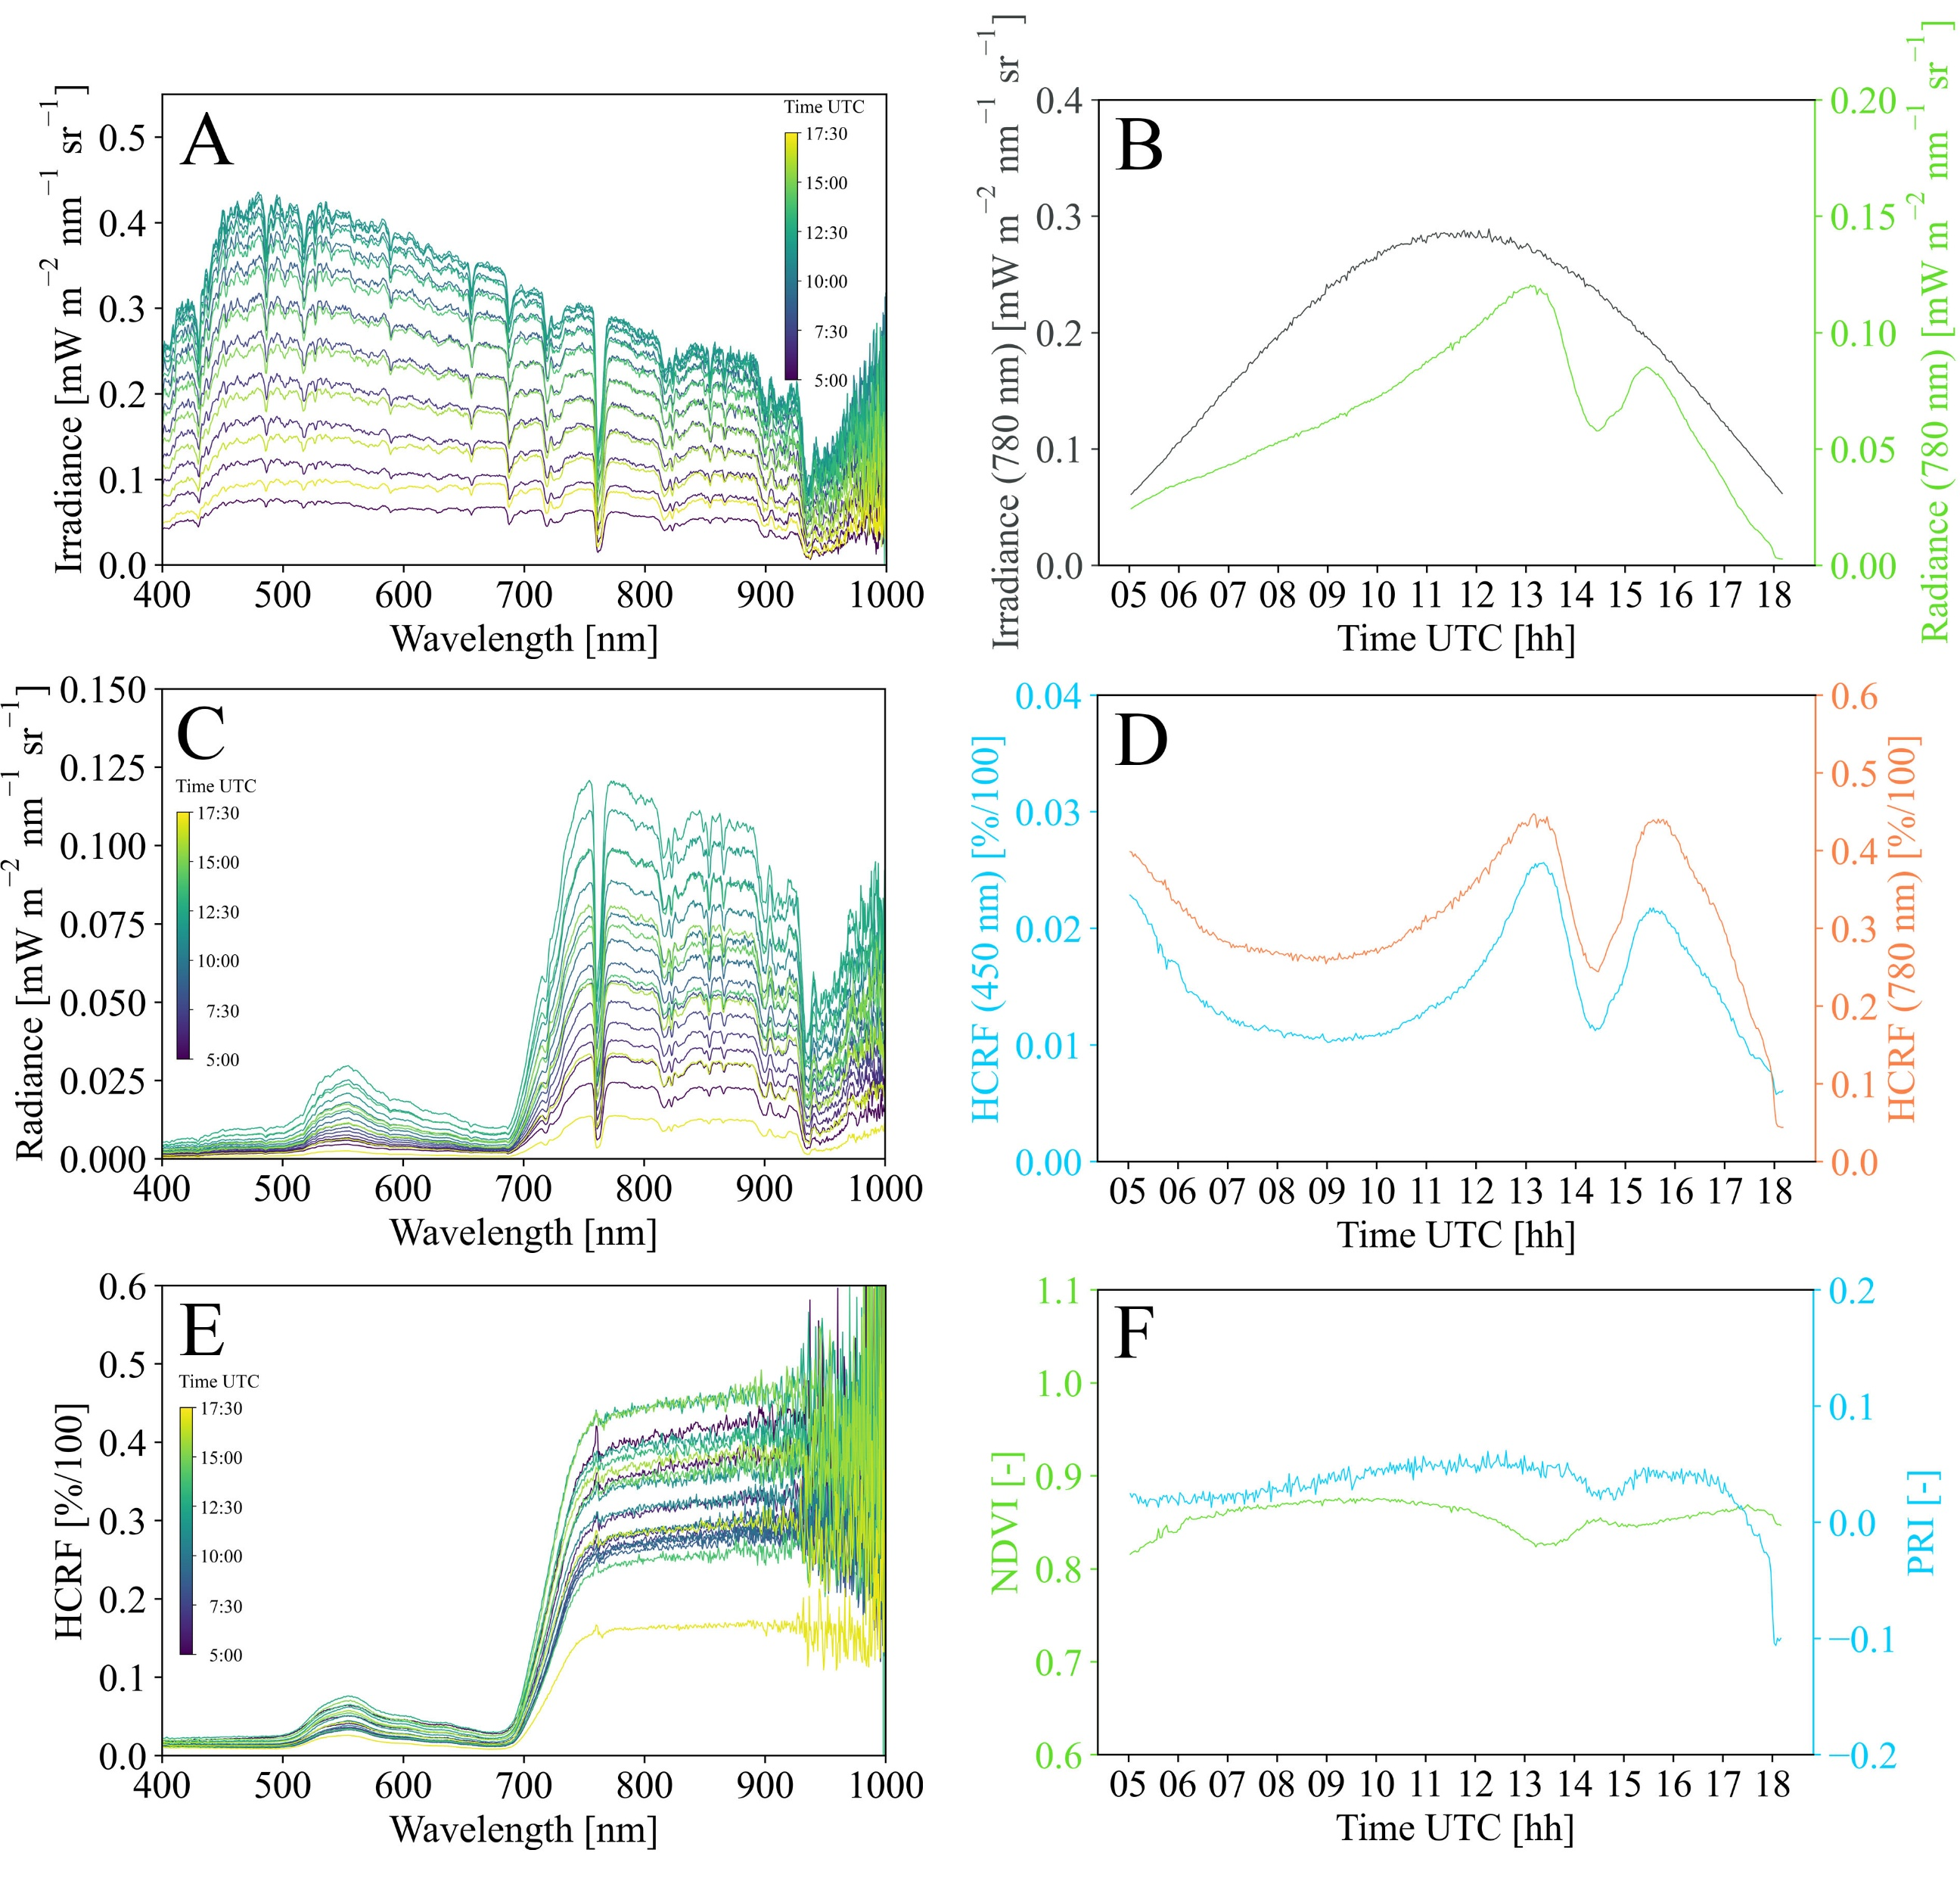 A
Irradiance [mW m−2 nm−1 sr−1]
0.5
0.4
0.3
0.2
0.1
0.0
Time UTC
17:30
15:00
12:30
10:00
7:30
5:00
400 500 600 700 800 900 1000
Wavelength [nm]
B
Irradiance (780 nm) [mW m−2 nm−1 sr−1]
0.4
0.3
0.2
0.1
0.0
0.20
0.15
0.10
0.05
0.00
Radiance (780 nm) [mW m−2 nm−1 sr−1]
05 06 07 08 09 10 11 12 13 14 15 16 17 18
Time UTC [hh]
C
Radiance [mW m−2 nm−1 sr−1]
0.150
0.125
0.100
0.075
0.050
0.025
0.000
Time UTC
17:30
15:00
12:30
10:00
7:30
5:00
400 500 600 700 800 900 1000
Wavelength [nm]
D
HCRF (450 nm) [%/100]
0.04
0.03
0.02
0.01
0.00
0.6
0.5
0.4
0.3
0.2
0.1
0.0
HCRF (780 nm) [%/100]
05 06 07 08 09 10 11 12 13 14 15 16 17 18
Time UTC [hh]
E
HCRF [%/100]
0.6
0.5
0.4
0.3
0.2
0.1
0.0
Time UTC
17:30
15:00
12:30
10:00
7:30
5:00
400 500 600 700 800 900 1000
Wavelength [nm]
F
NDVI [-]
1.1
1.0
0.9
0.8
0.7
0.6
0.2
0.1
0.0
−0.1
−0.2
PRI [-]
05 06 07 08 09 10 11 12 13 14 15 16 17 18
Time UTC [hh]